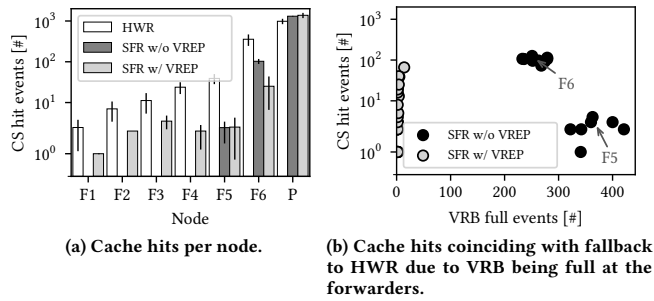 CS hit events [#]
10³
10²
10¹
10⁰
HWR
SFR w/o VREP
SFR w/ VREP
F1 F2 F3 F4 F5 F6 P
Node
(a) Cache hits per node.
CS hit events [#]
10³
10²
10¹
10⁰
F6
F5
SFR w/o VREP
SFR w/ VREP
0 100 200 300 400
VRB full events [#]
(b) Cache hits coinciding with fallback
to HWR due to VRB being full at the
forwarders.